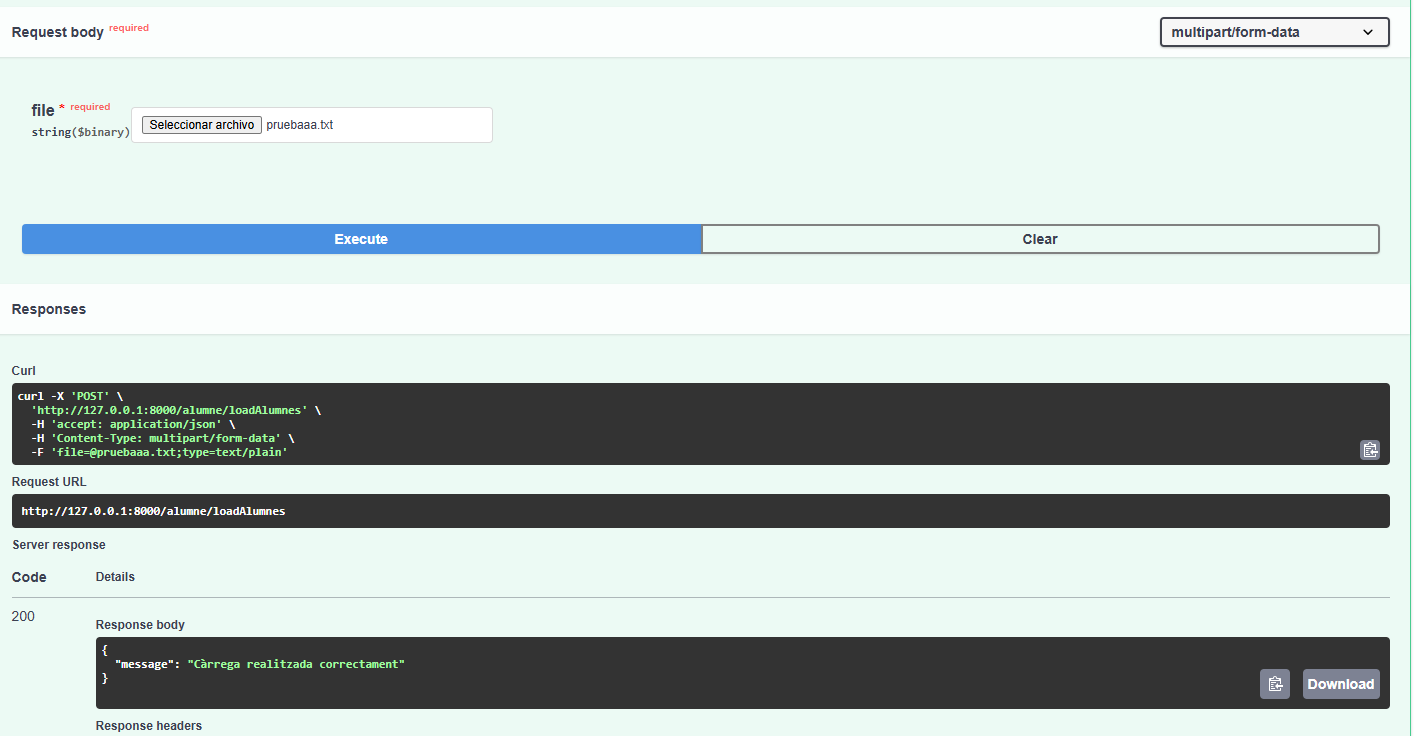 Request body required
multipart/form-data
file * required
string($binary)
Seleccionar archivo pruebaaa.txt
Execute
Clear
Responses
Curl
curl -X 'POST' \
  'http://127.0.0.1:8000/alumne/loadAlumnes' \
  -H 'accept: application/json' \
  -H 'Content-Type: multipart/form-data' \
  -F 'file=@pruebaaa.txt;type=text/plain'
Request URL
http://127.0.0.1:8000/alumne/loadAlumnes
Server response
Code Details
200
Response body
{
  "message": "Càrrega realitzada correctament"
}
Download
Response headers